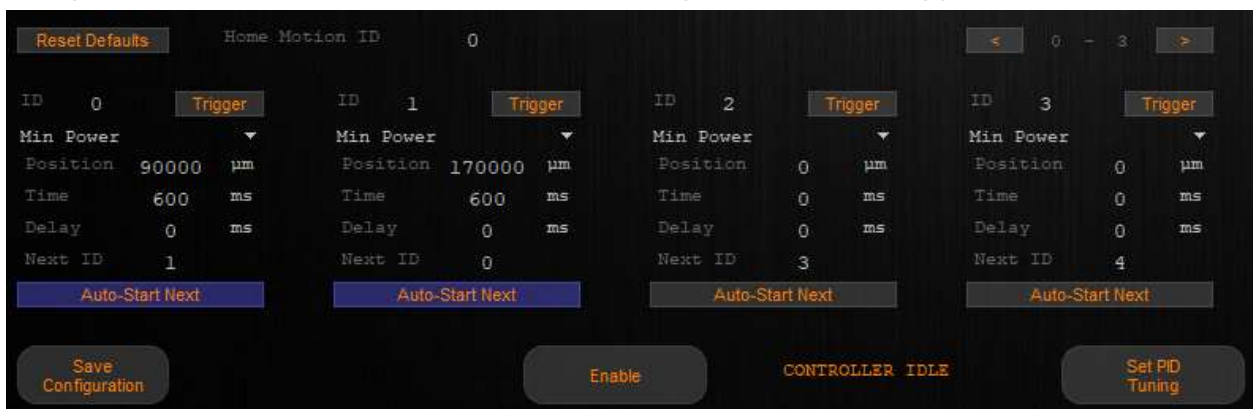 Reset Defaults Home Motion ID 0 < 0 - 3 >
ID 0 Trigger ID 1 Trigger ID 2 Trigger ID 3 Trigger
Min Power Min Power Min Power Min Power
Position 90000 µm Position 170000 µm Position 0 µm Position 0 µm
Time 600 ms Time 600 ms Time 0 ms Time 0 ms
Delay 0 ms Delay 0 ms Delay 0 ms Delay 0 ms
Next ID 1 Next ID 0 Next ID 3 Next ID 4
Auto-Start Next Auto-Start Next Auto-Start Next Auto-Start Next
Save Configuration Enable CONTROLLER IDLE Set PID Tuning